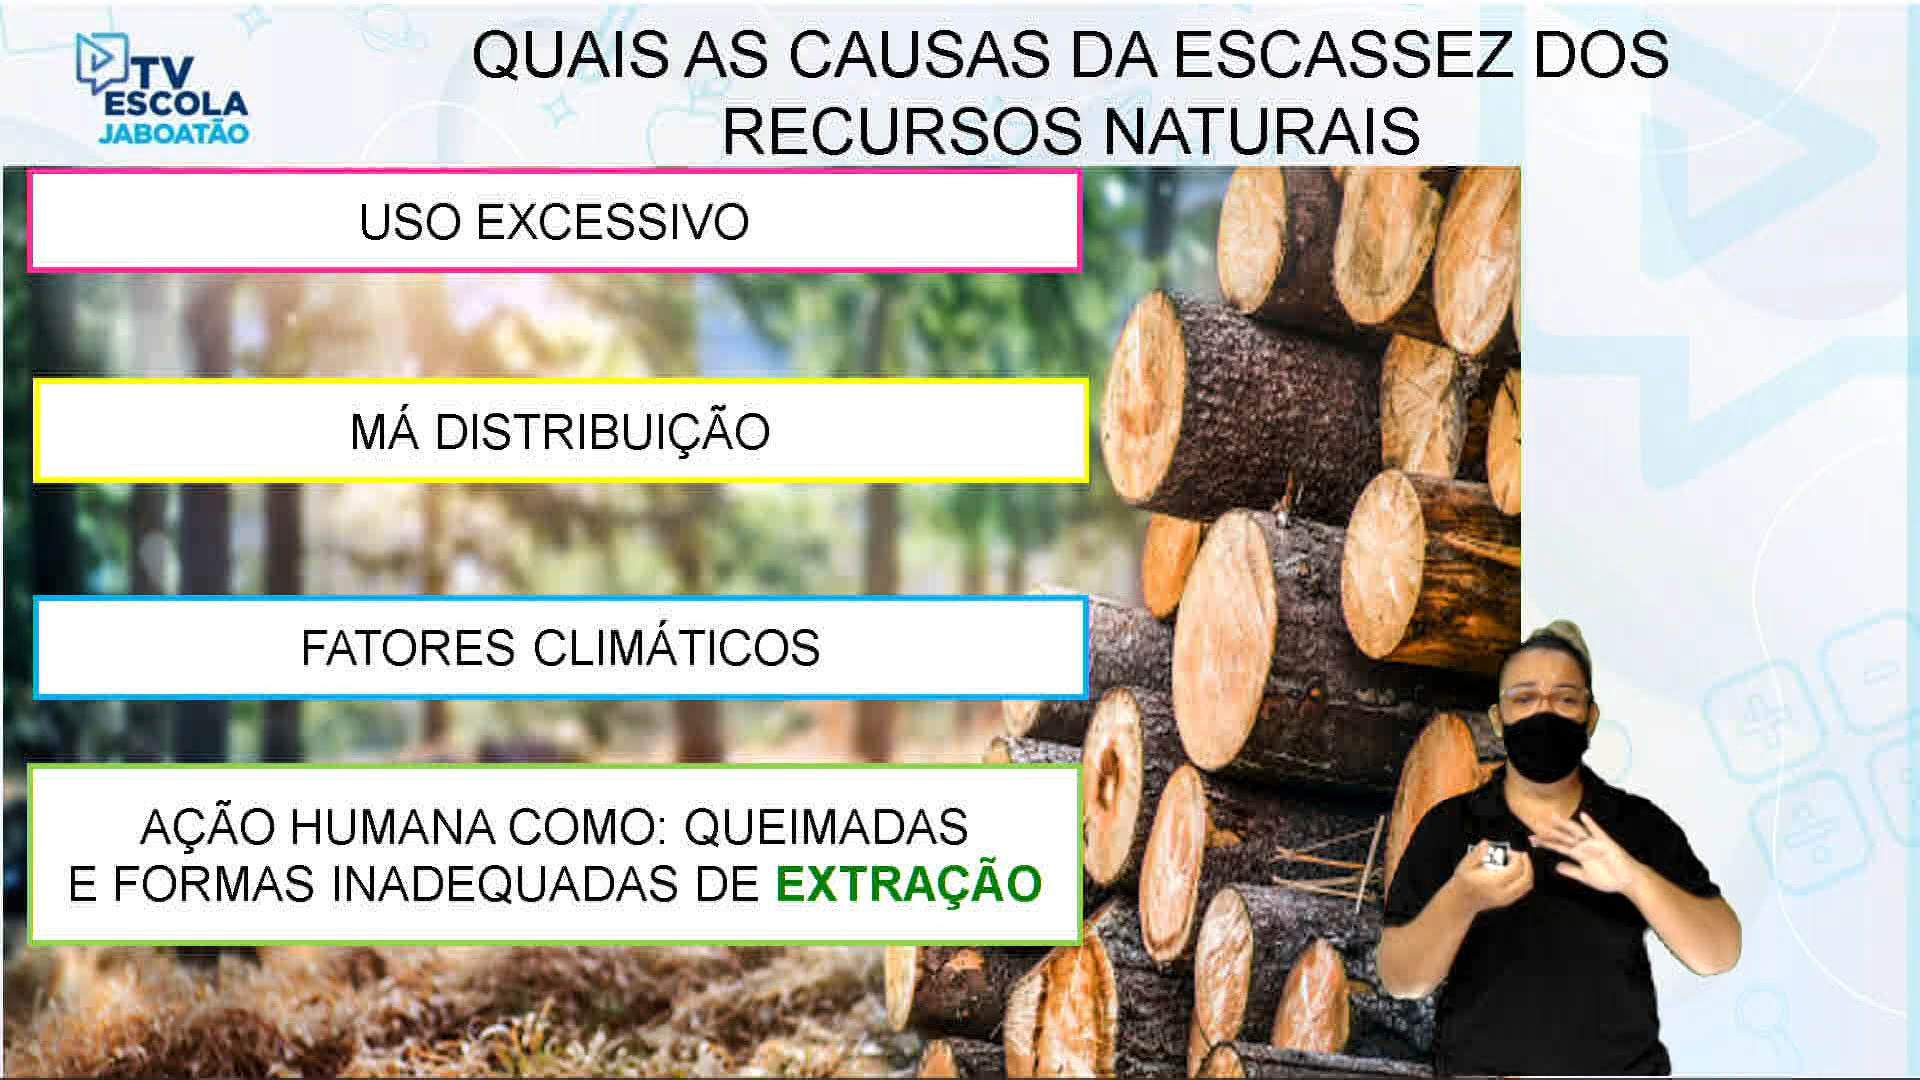 TV
ESCOLA
JABOATÃO
QUAIS AS CAUSAS DA ESCASSEZ DOS
RECURSOS NATURAIS
USO EXCESSIVO
MÁ DISTRIBUIÇÃO
FATORES CLIMÁTICOS
AÇÃO HUMANA COMO: QUEIMADAS
E FORMAS INADEQUADAS DE EXTRAÇÃO